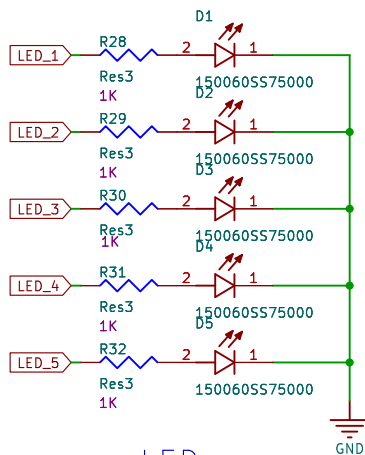 D1
LED_1 R28 2 1
Res3 150060SS75000
1K
D2
LED_2 R29 2 1
Res3 150060SS75000
1K
D3
LED_3 R30 2 1
Res3 150060SS75000
1K
D4
LED_4 R31 2 1
Res3 150060SS75000
1K
D5
LED_5 R32 2 1
Res3 150060SS75000
1K
GND
LED